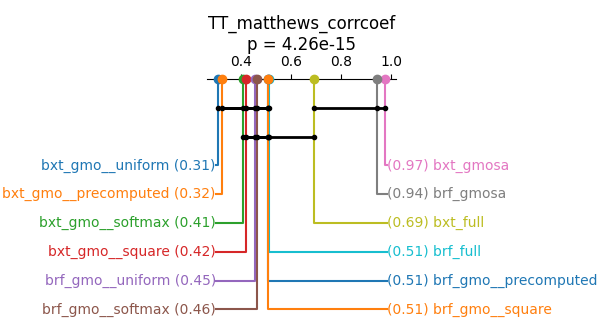 TT_matthews_corrcoef
p = 4.26e-15
0.4 0.6 0.8 1.0
bxt_gmo__uniform (0.31)
(0.97) bxt_gmosa
bxt_gmo__precomputed (0.32)
(0.94) brf_gmosa
bxt_gmo__softmax (0.41)
(0.69) bxt_full
bxt_gmo__square (0.42)
(0.51) brf_full
brf_gmo__uniform (0.45)
(0.51) brf_gmo__precomputed
brf_gmo__softmax (0.46)
(0.51) brf_gmo__square